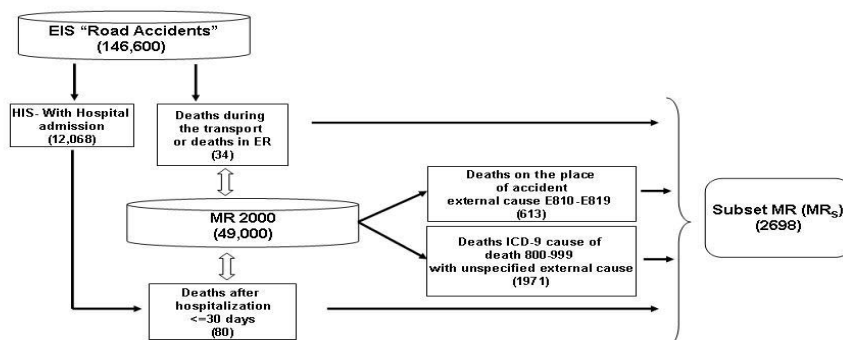 EIS “Road Accidents”
(146,600)
HIS- With Hospital
admission
(12,068)
Deaths during
the transport
or deaths in ER
(34)
MR 2000
(49,000)
Deaths after
hospitalization
<=30 days
(80)
Deaths on the place
of accident
external cause E810-E819
(613)
Deaths ICD-9 cause of
death 800-999
with unspecified external cause
(1971)
Subset MR (MRS)
(2698)